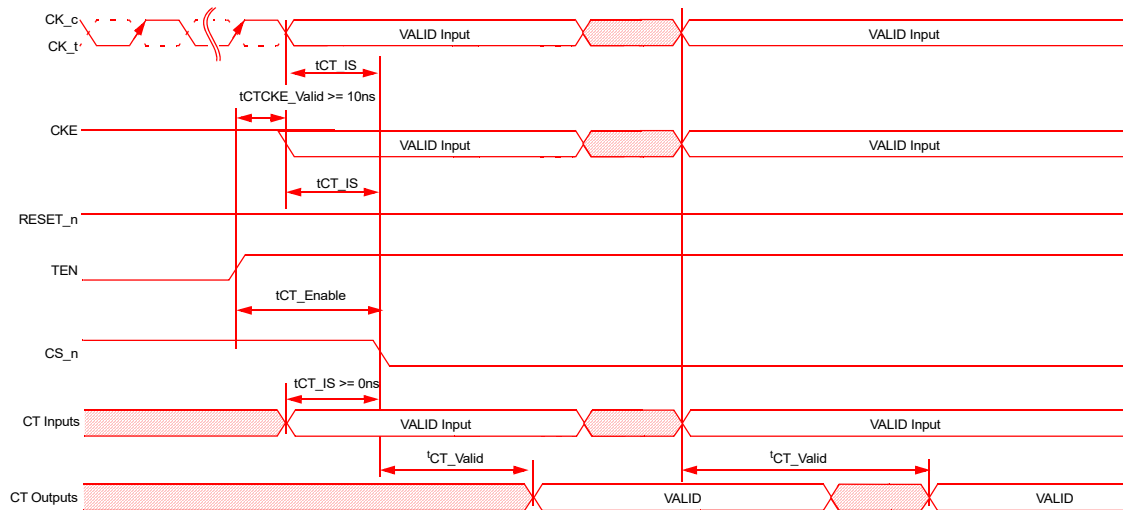 CK_c
CK_t
VALID Input
VALID Input
tCT_IS
tCTCKE_Valid >= 10ns
CKE
VALID Input
VALID Input
tCT_IS
RESET_n
TEN
tCT_Enable
CS_n
tCT_IS >= 0ns
CT Inputs
VALID Input
VALID Input
tCT_Valid
tCT_Valid
CT Outputs
VALID
VALID